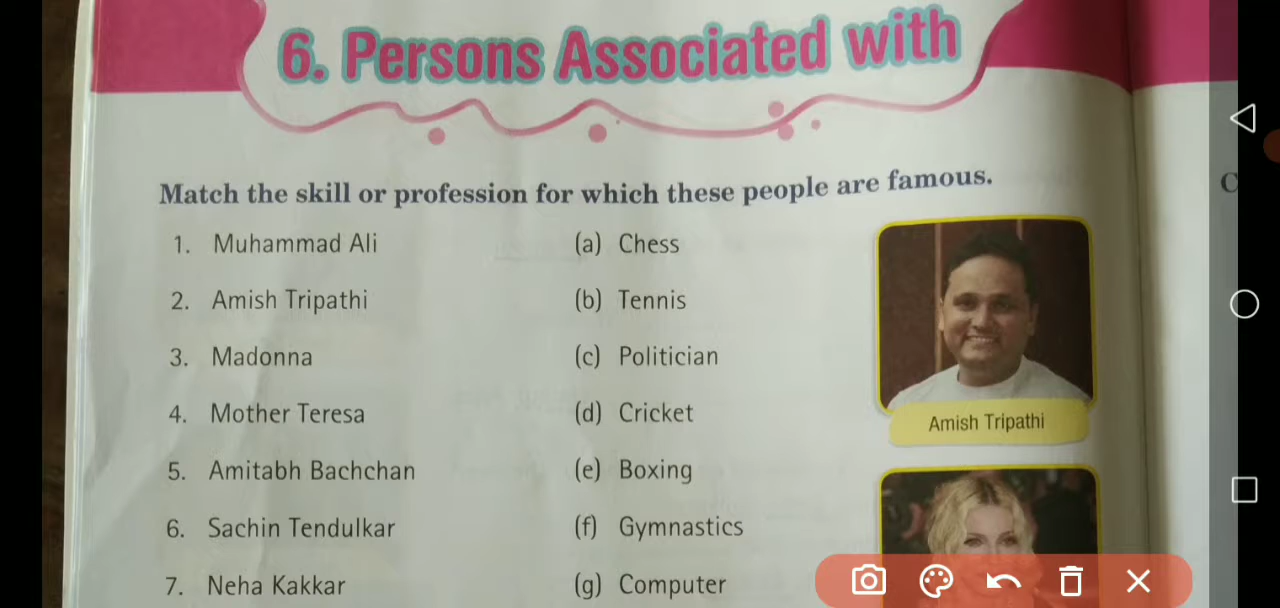 6. Persons Associated with
Match the skill or profession for which these people are famous.
1. Muhammad Ali (a) Chess
2. Amish Tripathi (b) Tennis
3. Madonna (c) Politician
4. Mother Teresa (d) Cricket
5. Amitabh Bachchan (e) Boxing
6. Sachin Tendulkar (f) Gymnastics
7. Neha Kakkar (g) Computer
Amish Tripathi